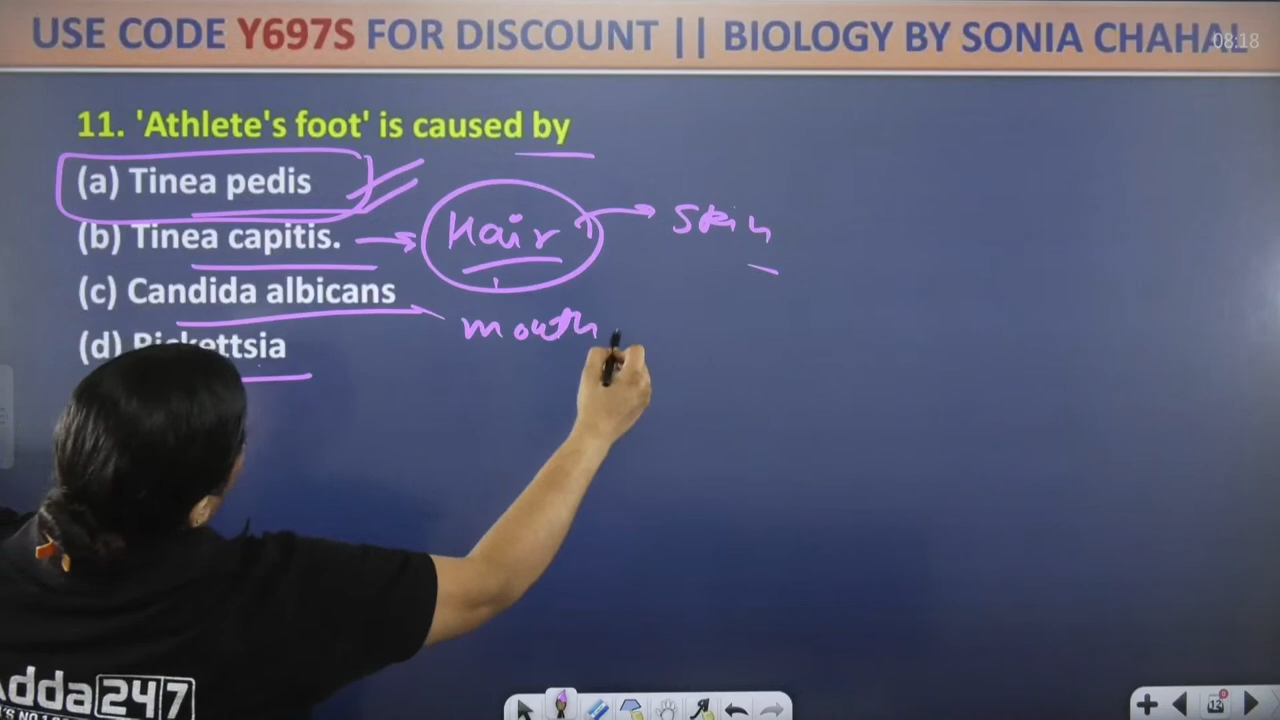 USE CODE Y697S FOR DISCOUNT || BIOLOGY BY SONIA CHAHAL
08:18
11. 'Athlete's foot' is caused by
(a) Tinea pedis
(b) Tinea capitis.
Hair
Skin
(c) Candida albicans
mouth
(d) Rickettsia
Adda247